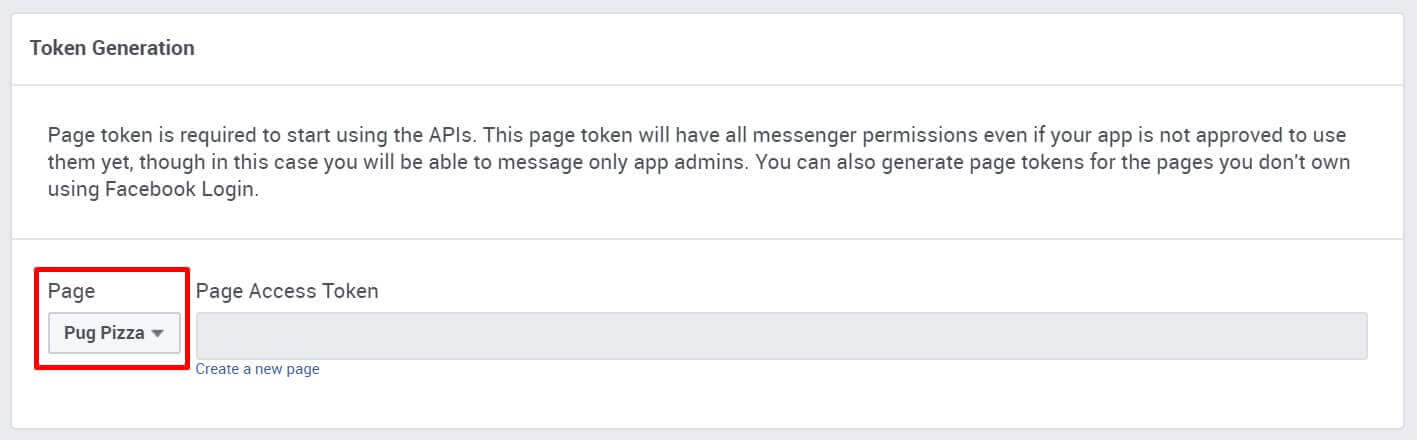 Token Generation
Page token is required to start using the APIs. This page token will have all messenger permissions even if your app is not approved to use
them yet, though in this case you will be able to message only app admins. You can also generate page tokens for the pages you don't own
using Facebook Login.
Page
Page Access Token
Pug Pizza
Create a new page